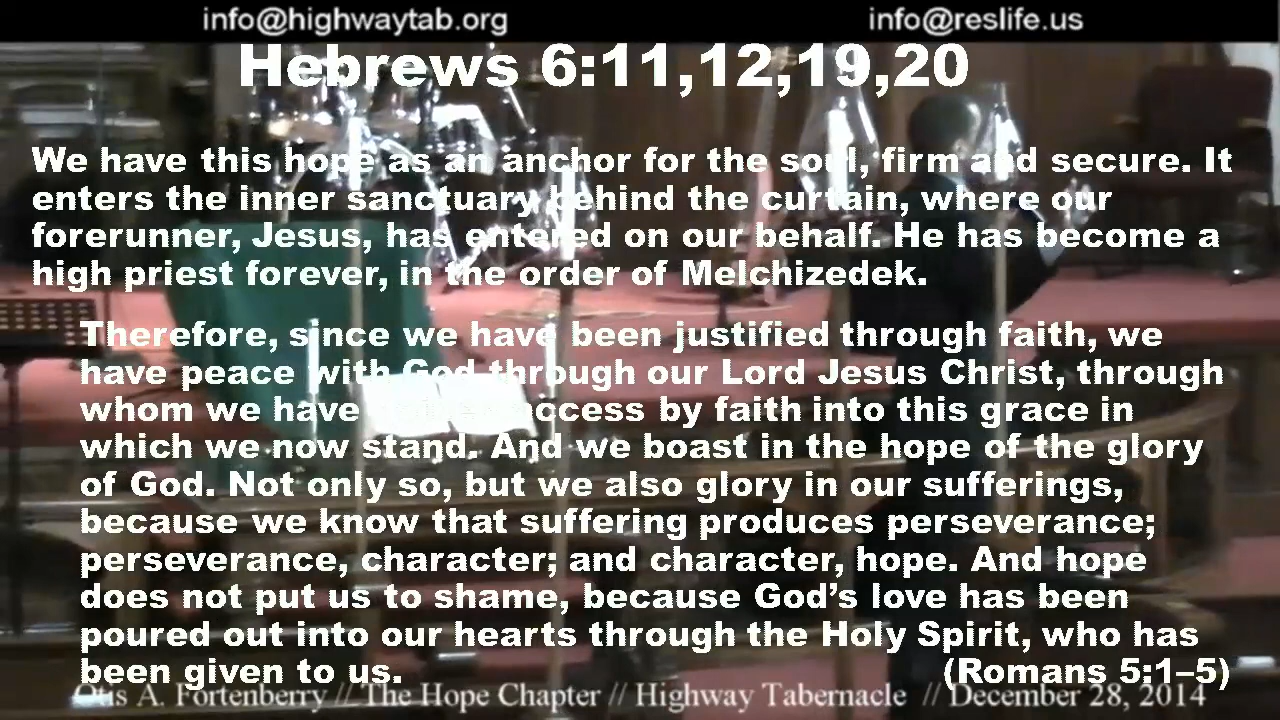 info@highwaytab.org info@reslife.us
Hebrews 6:11,12,19,20
We have this hope as an anchor for the soul, firm and secure. It
enters the inner sanctuary behind the curtain, where our
forerunner, Jesus, has entered on our behalf. He has become a
high priest forever, in the order of Melchizedek.
Therefore, since we have been justified through faith, we
have peace with God through our Lord Jesus Christ, through
whom we have access by faith into this grace in
which we now stand. And we boast in the hope of the glory
of God. Not only so, but we also glory in our sufferings,
because we know that suffering produces perseverance;
perseverance, character; and character, hope. And hope
does not put us to shame, because God’s love has been
poured out into our hearts through the Holy Spirit, who has
been given to us. (Romans 5:1–5)
Otis A. Fortenberry // The Hope Chapter // Highway Tabernacle // December 28, 2014